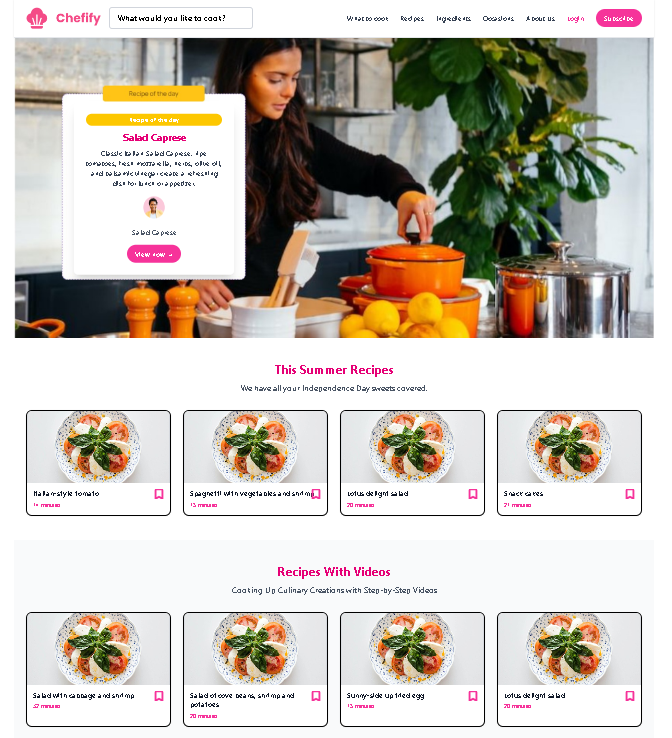 Chefify
What would you like to cook?
What to cook
Recipes
Ingredients
Occasions
About Us
Login
Subscribe
Recipe of the day
Recipe of the day
Salad Caprese
Classic Italian Salad Caprese: ripe
tomatoes, fresh mozzarella, herbs, olive oil,
and balsamic vinegar create a refreshing
dish for lunch or appetizer.
Salad Caprese
View now →
This Summer Recipes
We have all your Independence Day sweets covered.
Italian-style tomato
14 minutes
Spaghetti with vegetables and shrimp
15 minutes
Lotus delight salad
20 minutes
Snack cakes
21 minutes
Recipes With Videos
Cooking Up Culinary Creations with Step-by-Step Videos
Salad with cabbage and shrimp
32 minutes
Salad of cove beans, shrimp and
potatoes
20 minutes
Sunny-side up fried egg
15 minutes
Lotus delight salad
20 minutes